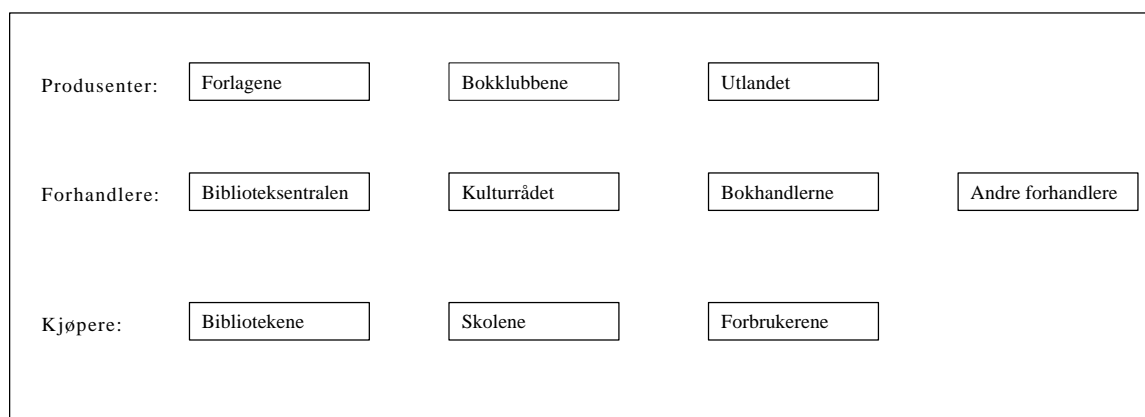 Produsenter: Forlagene Bokklubbene Utlandet
Forhandlere: Biblioteksentralen Kulturrådet Bokhandlerne Andre forhandlere
Kjøpere: Bibliotekene Skolene Forbrukerene